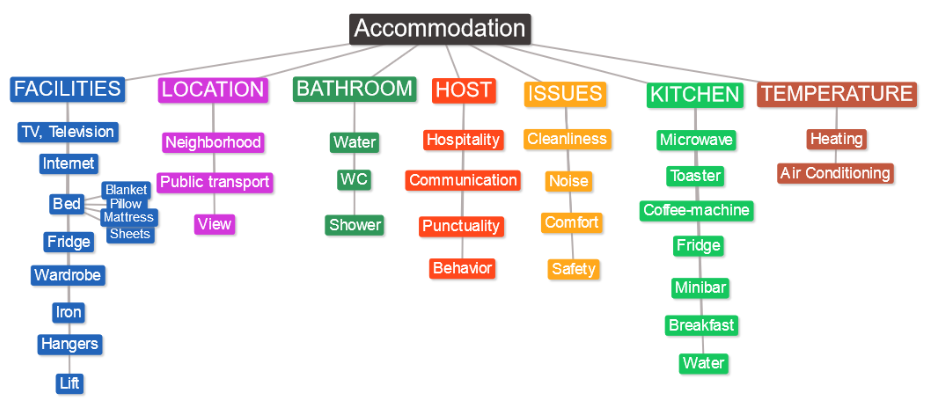 Accommodation
FACILITIES
TV, Television
Internet
Bed
Blanket
Pillow
Mattress
Sheets
Fridge
Wardrobe
Iron
Hangers
Lift
LOCATION
Neighborhood
Public transport
View
BATHROOM
Water
WC
Shower
HOST
Hospitality
Communication
Punctuality
Behavior
ISSUES
Cleanliness
Noise
Comfort
Safety
KITCHEN
Microwave
Toaster
Coffee-machine
Fridge
Minibar
Breakfast
Water
TEMPERATURE
Heating
Air Conditioning